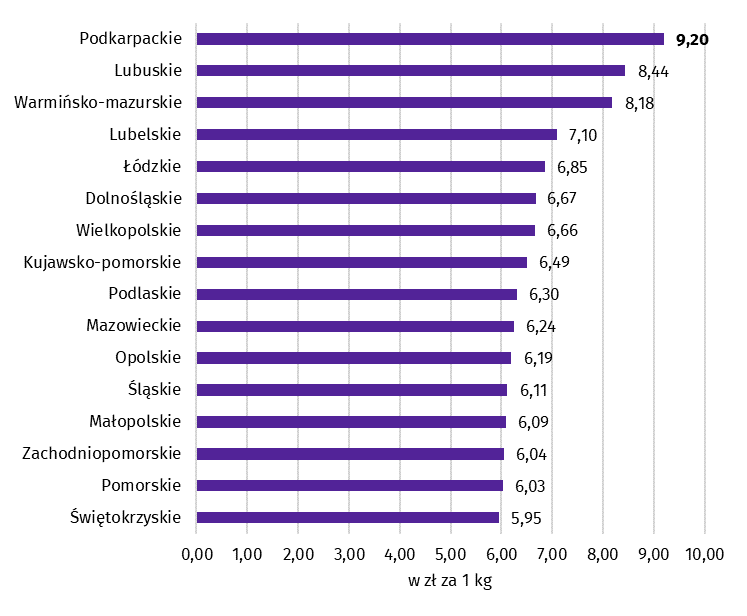 Podkarpackie 9,20
Lubuskie 8,44
Warmińsko-mazurskie 8,18
Lubelskie 7,10
Łódzkie 6,85
Dolnośląskie 6,67
Wielkopolskie 6,66
Kujawsko-pomorskie 6,49
Podlaskie 6,30
Mazowieckie 6,24
Opolskie 6,19
Śląskie 6,11
Małopolskie 6,09
Zachodniopomorskie 6,04
Pomorskie 6,03
Świętokrzyskie 5,95
0,00 1,00 2,00 3,00 4,00 5,00 6,00 7,00 8,00 9,00 10,00
w zł za 1 kg